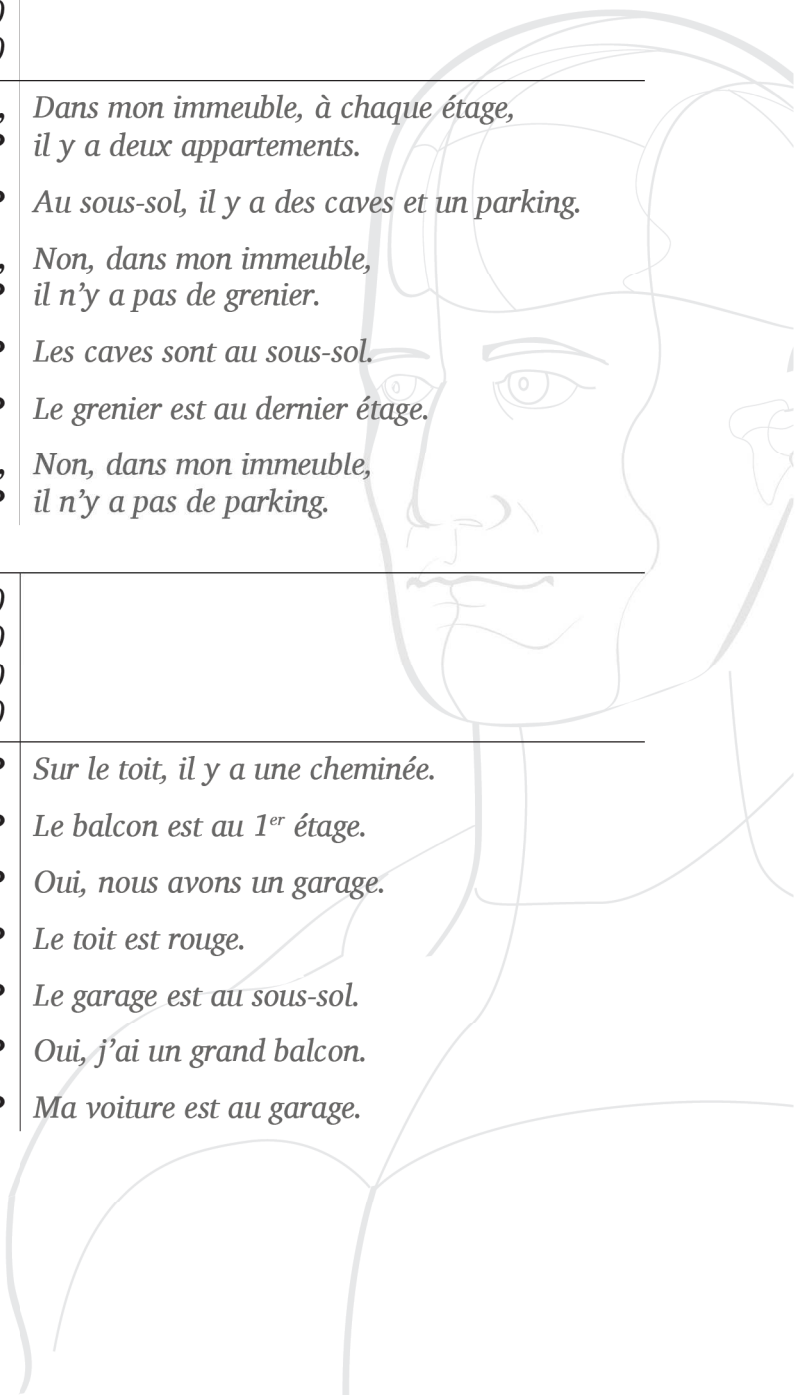 Dans mon immeuble, à chaque étage,
il y a deux appartements.
Au sous-sol, il y a des caves et un parking.
Non, dans mon immeuble,
il n’y a pas de grenier.
Les caves sont au sous-sol.
Le grenier est au dernier étage.
Non, dans mon immeuble,
il n’y a pas de parking.
Sur le toit, il y a une cheminée.
Le balcon est au 1er étage.
Oui, nous avons un garage.
Le toit est rouge.
Le garage est au sous-sol.
Oui, j’ai un grand balcon.
Ma voiture est au garage.